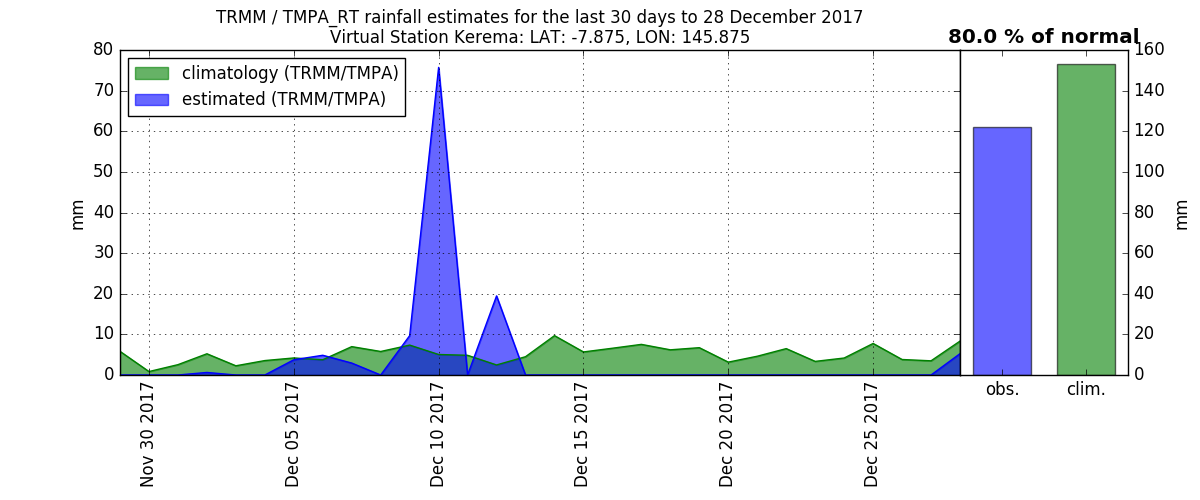 TRMM / TMPA_RT rainfall estimates for the last 30 days to 28 December 2017
Virtual Station Kerema: LAT: -7.875, LON: 145.875
80.0 % of normal
climatology (TRMM/TMPA)
estimated (TRMM/TMPA)
mm
80
70
60
50
40
30
20
10
0
Nov 30 2017
Dec 05 2017
Dec 10 2017
Dec 15 2017
Dec 20 2017
Dec 25 2017
obs.
clim.
160
140
120
100
80
60
40
20
0
mm